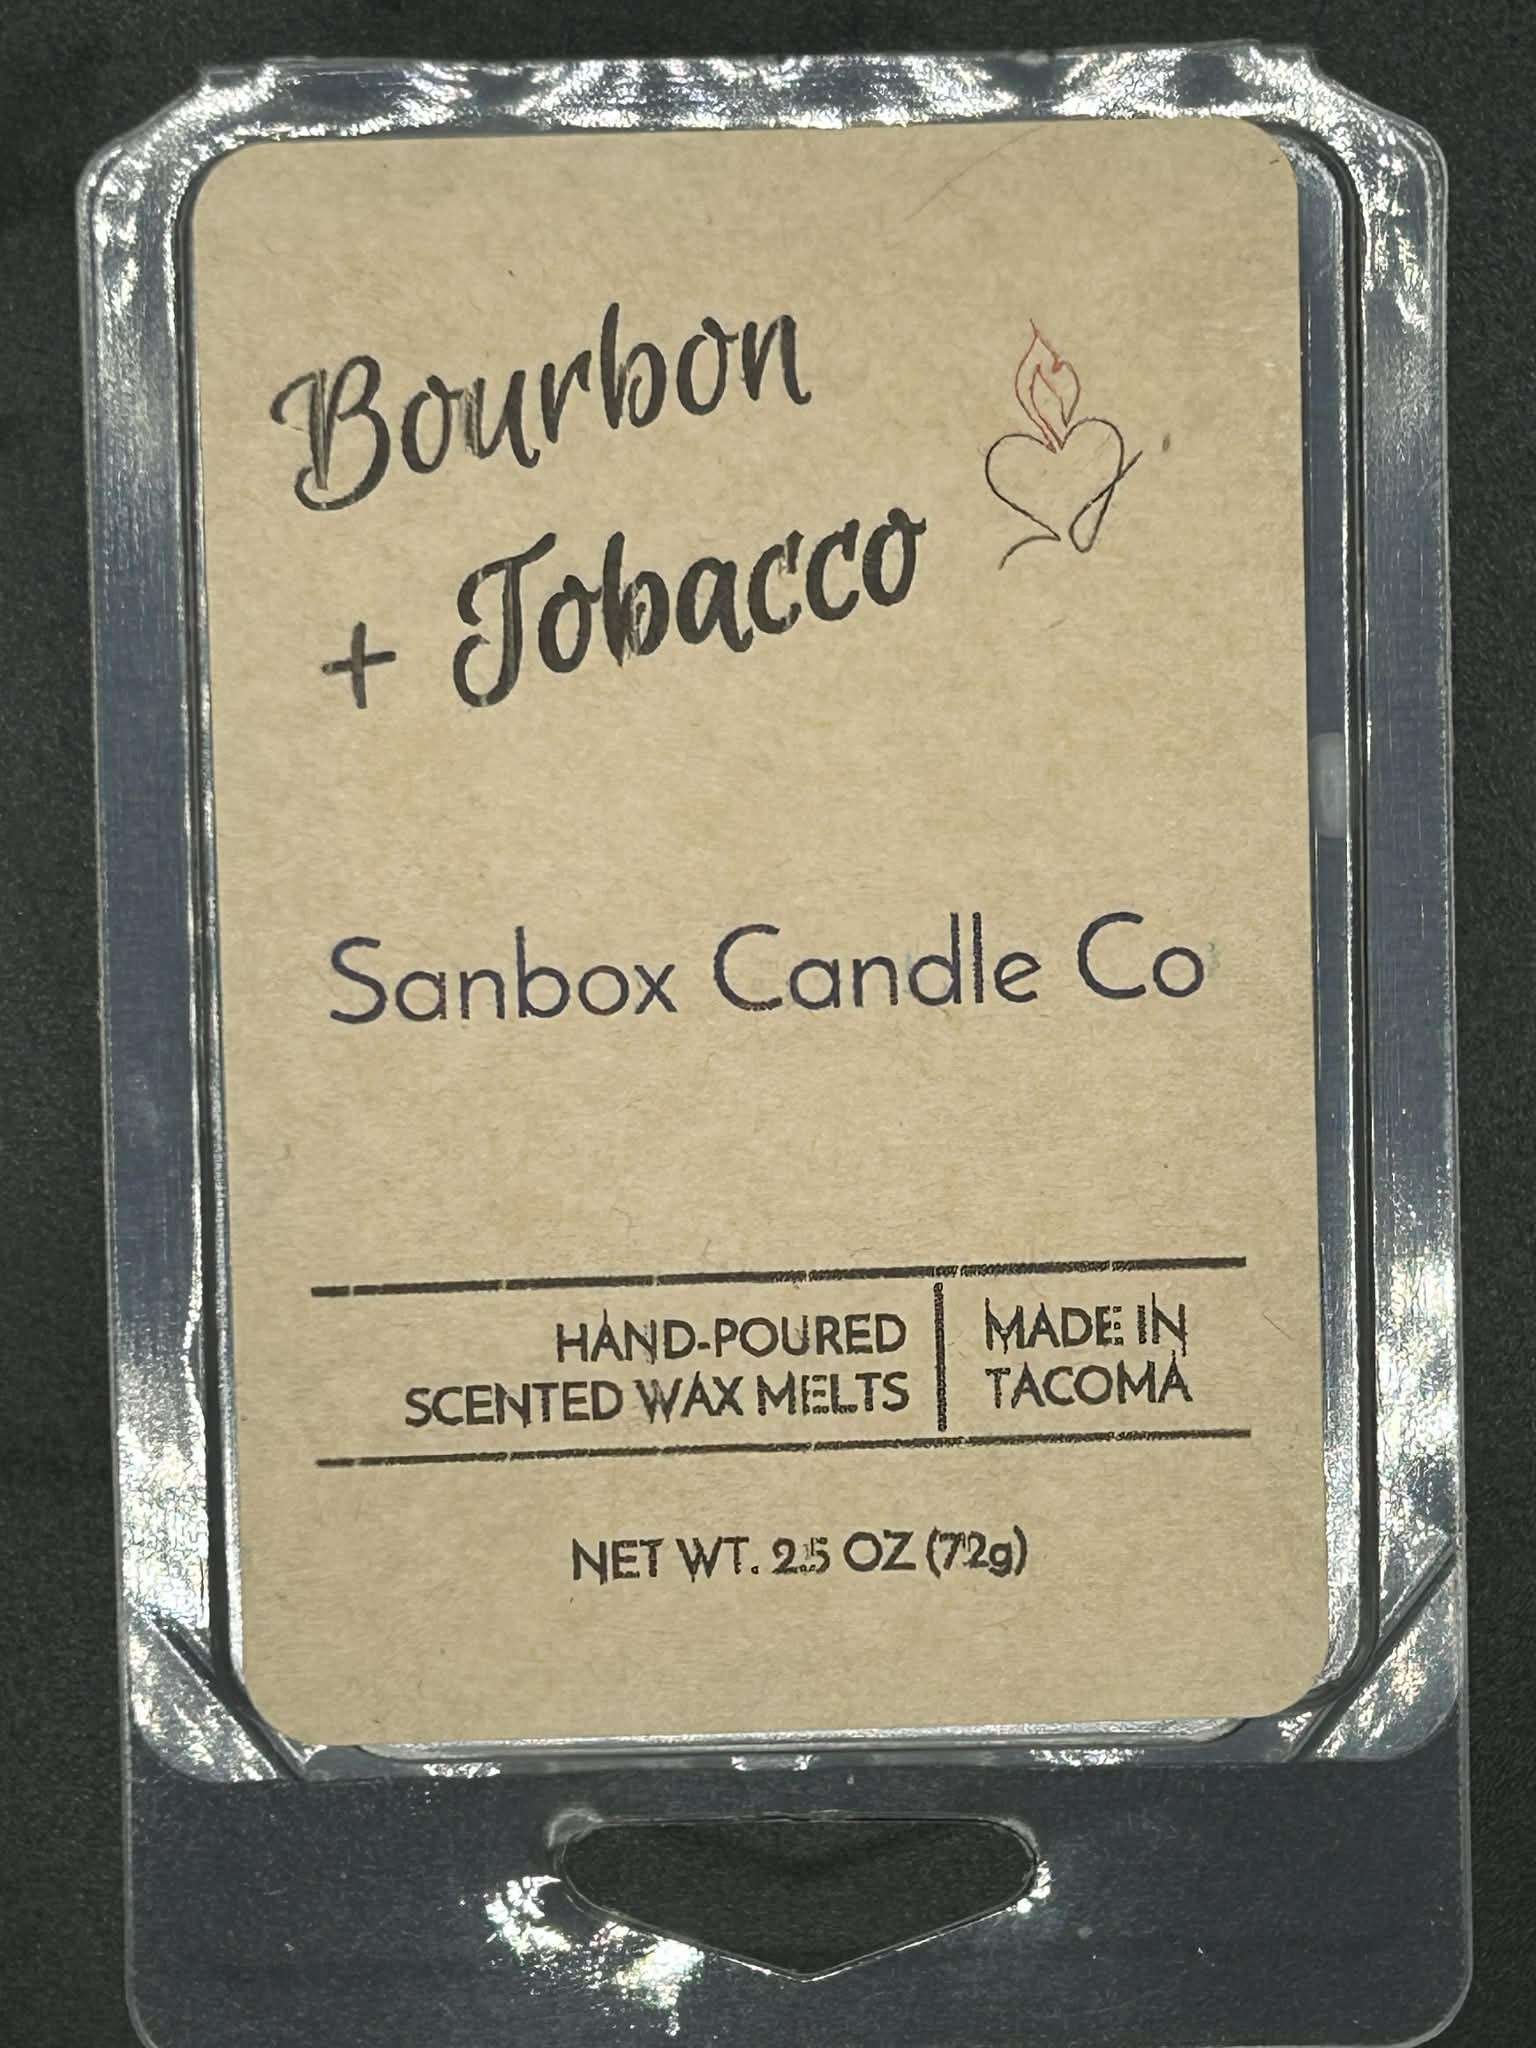 Bourbon
+ Tobacco
Sanbox Candle Co
HAND-POURED
SCENTED WAX MELTS
MADE IN
TACOMA
NET WT. 2.5 OZ (72g)